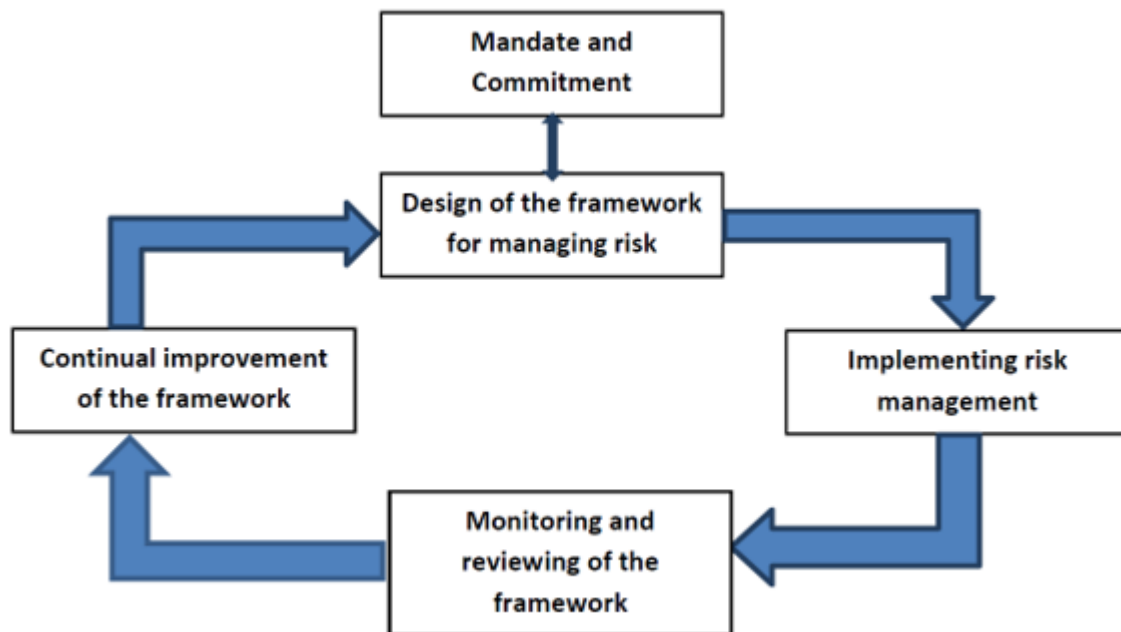 Mandate and
Commitment
Design of the framework
for managing risk
Continual improvement
of the framework
Implementing risk
management
Monitoring and
reviewing of the
framework